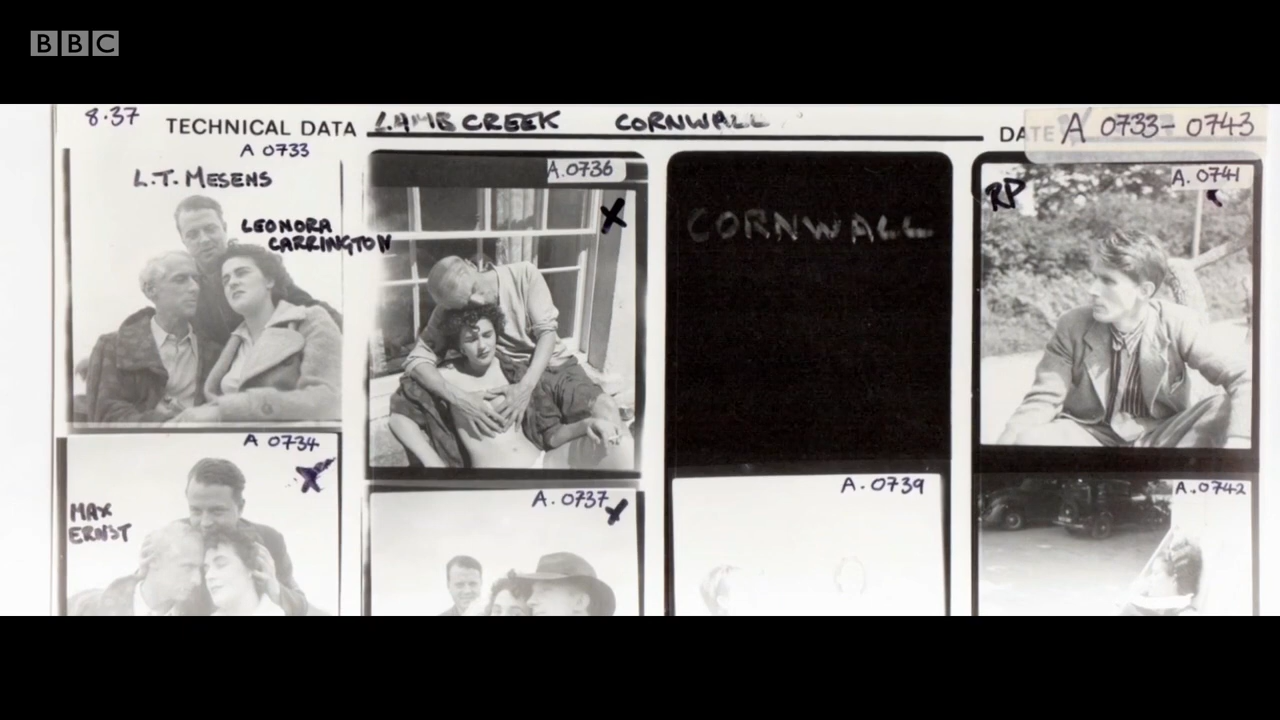 BBC
8.37
TECHNICAL DATA LAMB CREEK CORNWALL
DATE A 0733-0743
A 0733
L.T. MESENS
LEONORA
CARRINGTON
A.0736
X
CORNWALL
RP
A.0741
A 0734
X
MAX
ERNST
A.0737
X
A.0739
A.0742